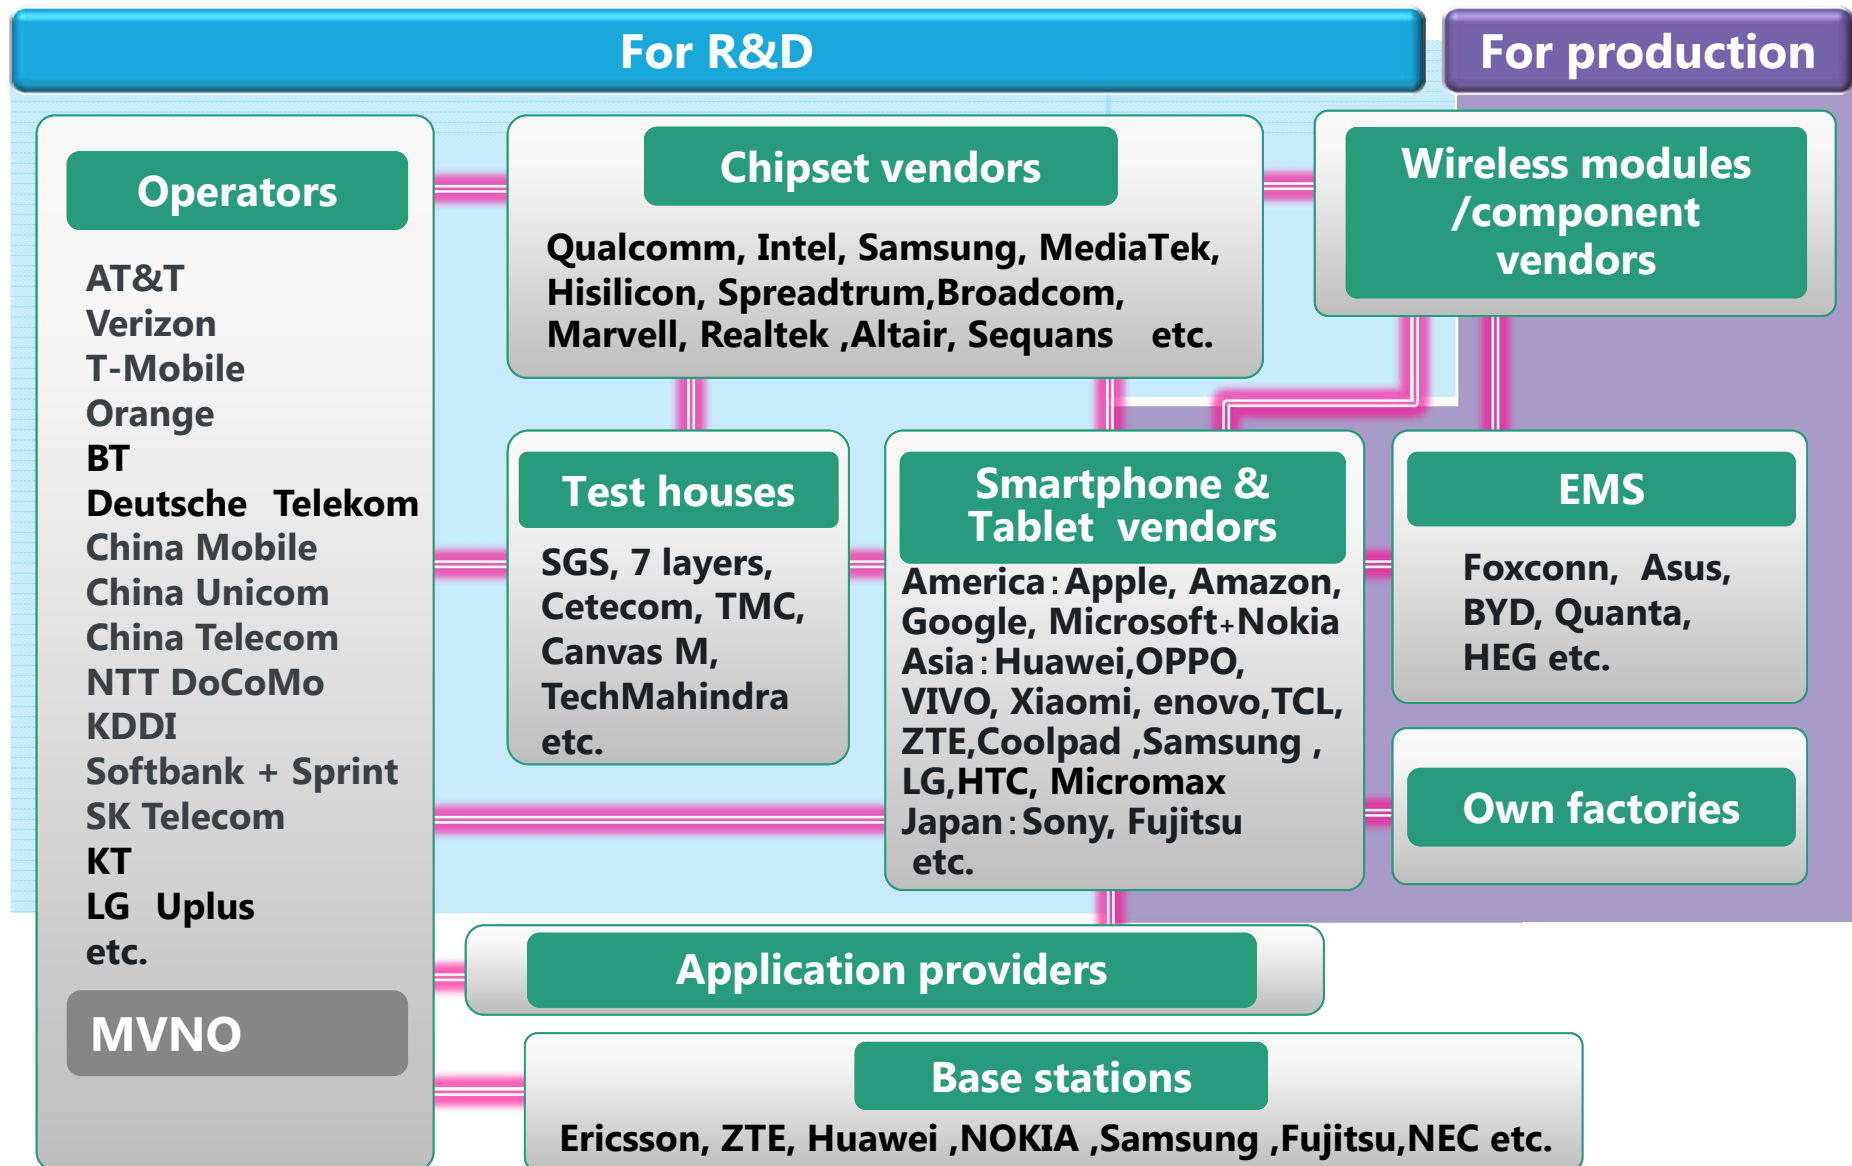 For R&D
For production
Operators
AT&T
Verizon
T-Mobile
Orange
BT
Deutsche Telekom
China Mobile
China Unicom
China Telecom
NTT DoCoMo
KDDI
Softbank + Sprint
SK Telecom
KT
LG Uplus
etc.
MVNO
Chipset vendors
Qualcomm, Intel, Samsung, MediaTek,
Hisilicon, Spreadtrum,Broadcom,
Marvell, Realtek ,Altair, Sequans etc.
Wireless modules
/component
vendors
Test houses
SGS, 7 layers,
Cetecom, TMC,
Canvas M,
TechMahindra
etc.
Smartphone &
Tablet vendors
America：Apple, Amazon,
Google, Microsoft+Nokia
Asia：Huawei,OPPO,
VIVO, Xiaomi, enovo,TCL,
ZTE,Coolpad ,Samsung ,
LG,HTC, Micromax
Japan：Sony, Fujitsu
etc.
EMS
Foxconn, Asus,
BYD, Quanta,
HEG etc.
Own factories
Application providers
Base stations
Ericsson, ZTE, Huawei ,NOKIA ,Samsung ,Fujitsu,NEC etc.